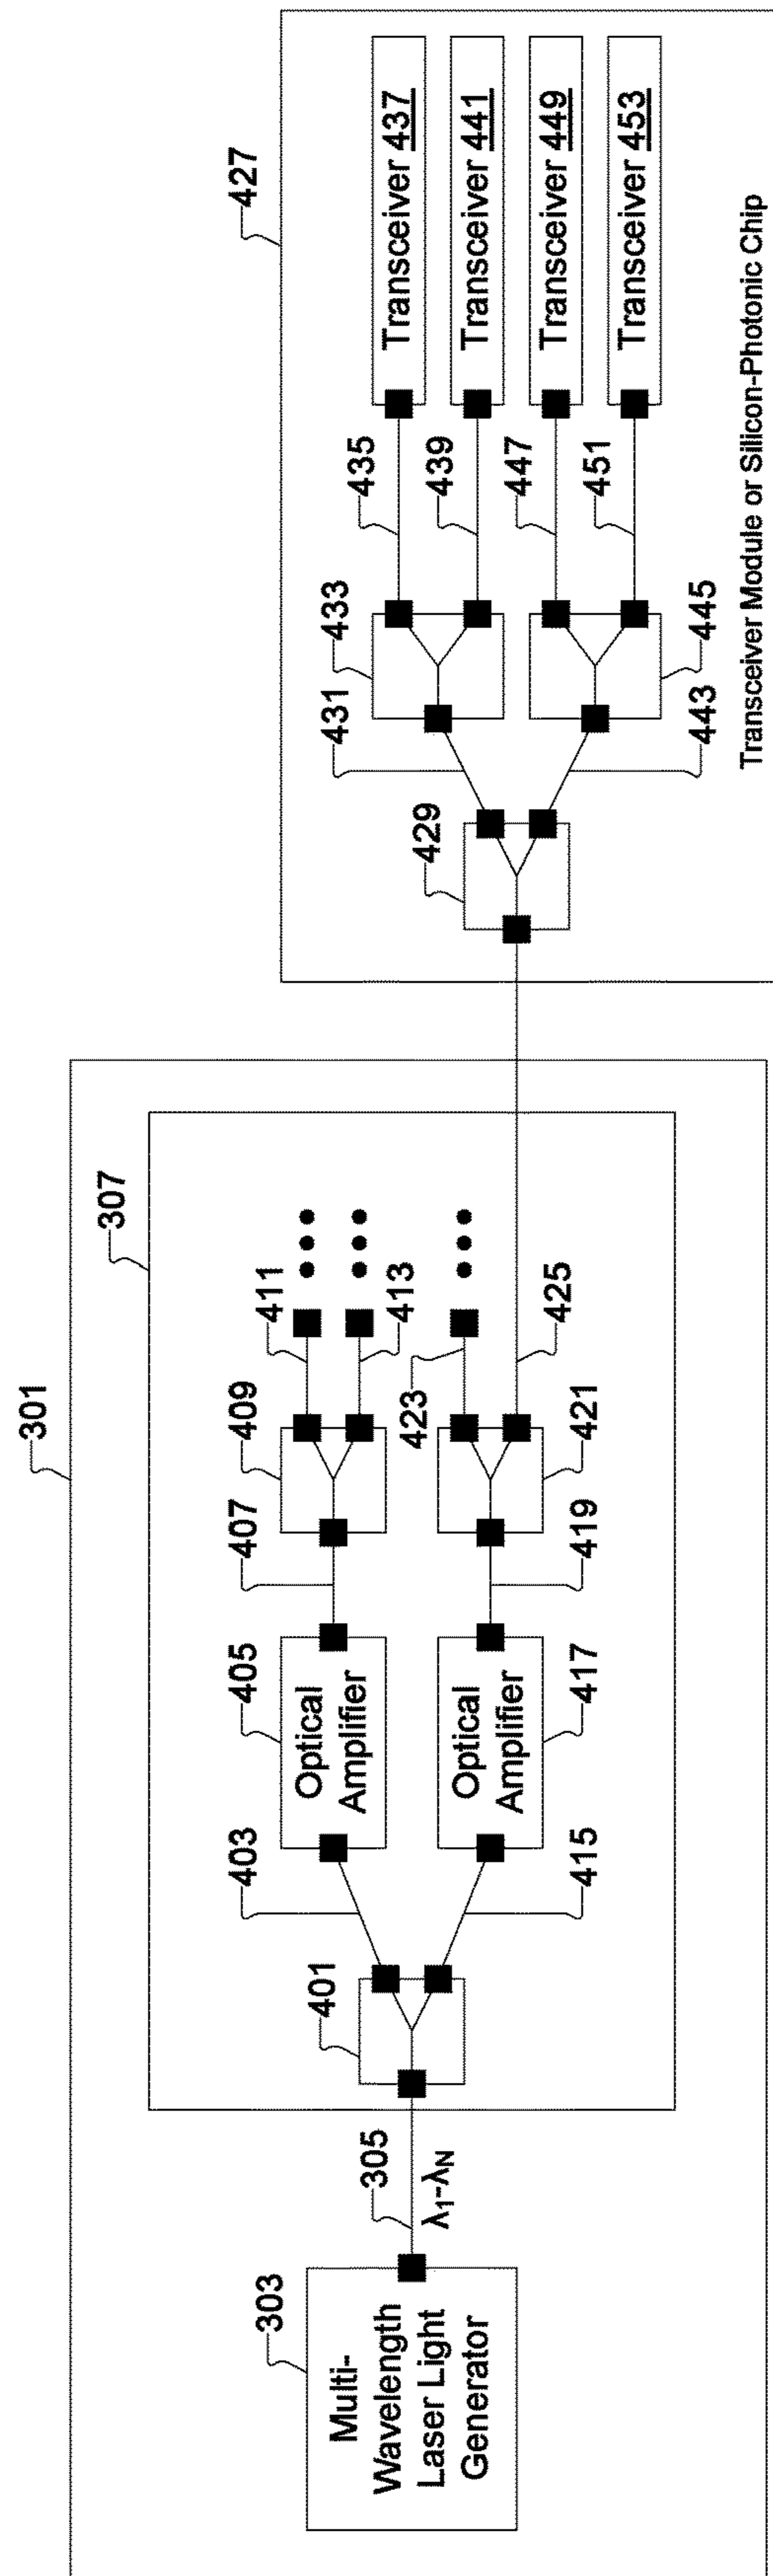 301
307
303
Multi-
Wavelength
Laser Light
Generator
305
λ1-λN
401
403
405
Optical
Amplifier
407
409
411
413
415
417
Optical
Amplifier
419
421
423
425
427
429
431
433
435
Transceiver 437
439
Transceiver 441
443
445
447
Transceiver 449
451
Transceiver 453
Transceiver Module or Silicon-Photonic Chip